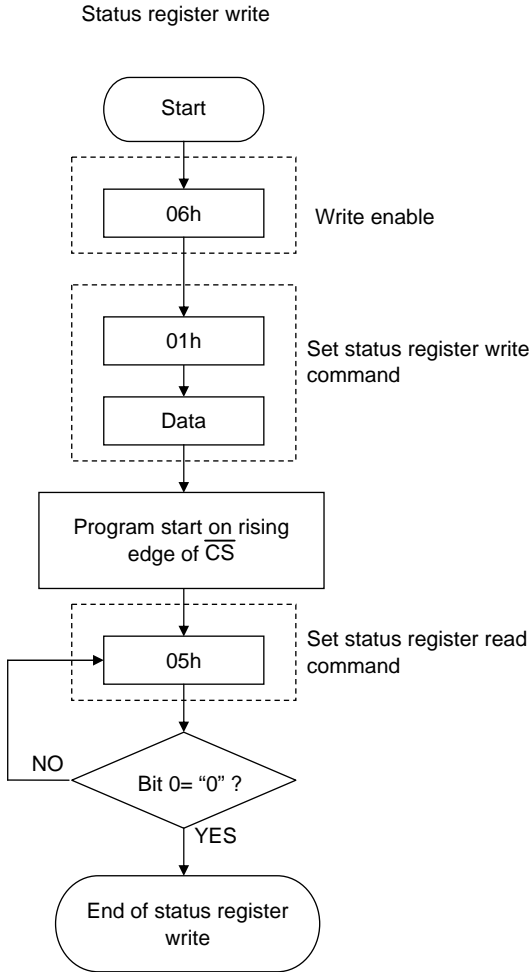 Status register write
Start
06h
Write enable
01h
Set status register write
command
Data
Program start on rising
edge of C̅S̅
05h
Set status register read
command
NO
Bit 0= “0” ?
YES
End of status register
write